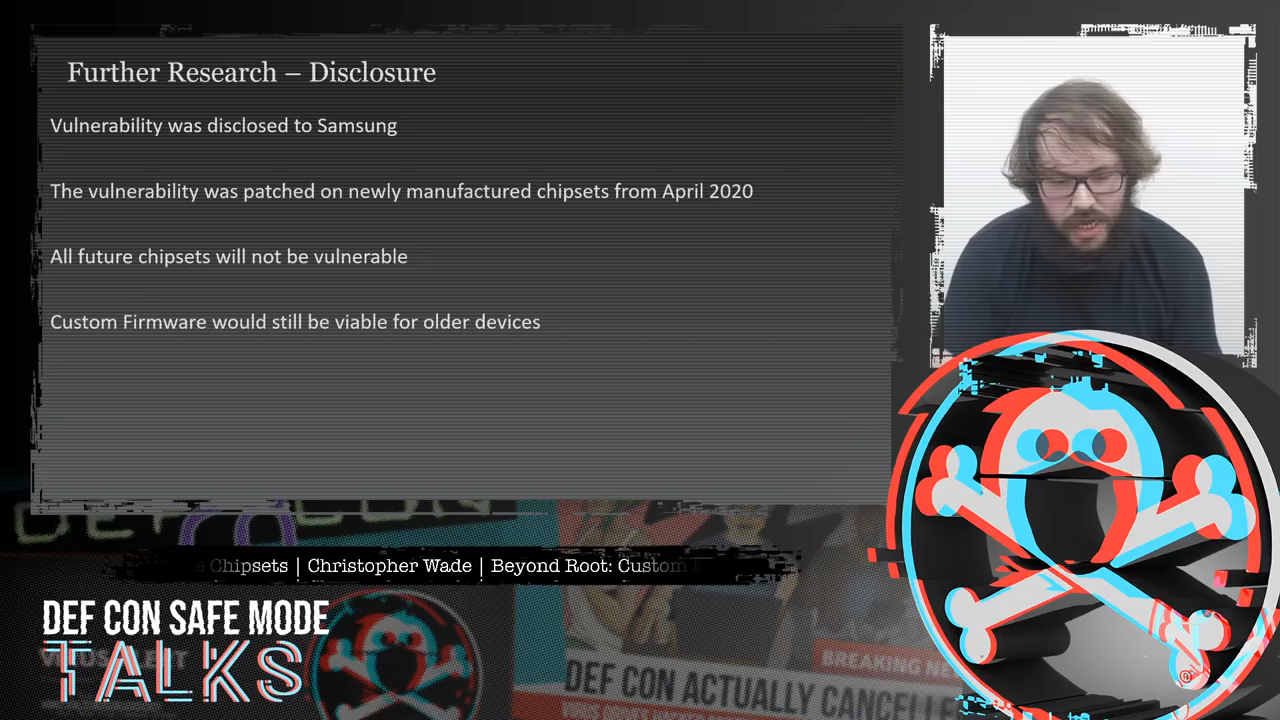 Further Research – Disclosure
Vulnerability was disclosed to Samsung
The vulnerability was patched on newly manufactured chipsets from April 2020
All future chipsets will not be vulnerable
Custom Firmware would still be viable for older devices
e Chipsets | Christopher Wade | Beyond Root: Custom
DEF CON SAFE MODE
TALKS
DEF CON
BREAKING NE
DEF CON ACTUALLY CANCELLE